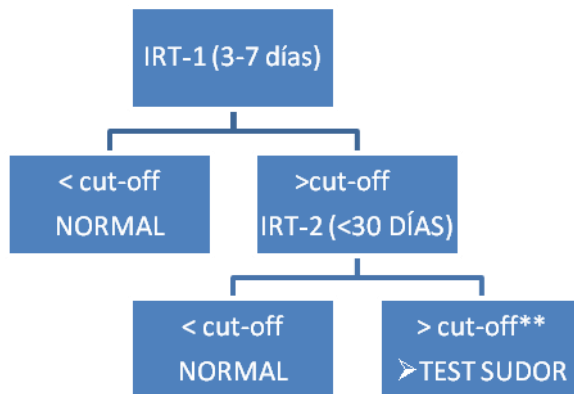 IRT-1 (3-7 días)
< cut-off
NORMAL
>cut-off
IRT-2 (<30 DÍAS)
< cut-off
NORMAL
> cut-off**
➢TEST SUDOR